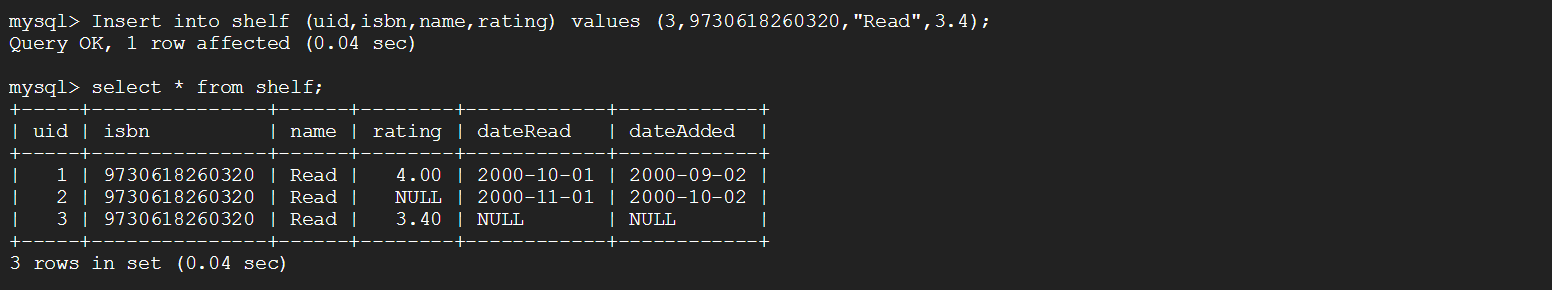 mysql> Insert into shelf (uid,isbn,name,rating) values (3,9730618260320,"Read",3.4);
Query OK, 1 row affected (0.04 sec)
mysql> select * from shelf;
+-----+---------------+------+--------+------------+------------+
| uid | isbn          | name | rating | dateRead   | dateAdded  |
+-----+---------------+------+--------+------------+------------+
|   1 | 9730618260320 | Read |   4.00 | 2000-10-01 | 2000-09-02 |
|   2 | 9730618260320 | Read |   NULL | 2000-11-01 | 2000-10-02 |
|   3 | 9730618260320 | Read |   3.40 | NULL       | NULL       |
+-----+---------------+------+--------+------------+------------+
3 rows in set (0.04 sec)